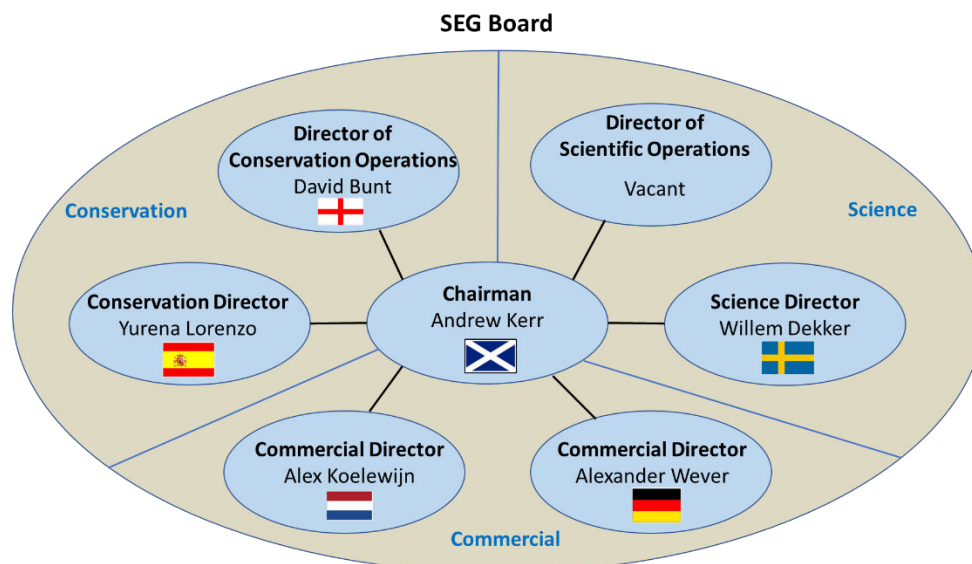 SEG Board
Director of
Conservation Operations
David Bunt
Director of
Scientific Operations
Vacant
Conservation
Science
Conservation Director
Yurena Lorenzo
Chairman
Andrew Kerr
Science Director
Willem Dekker
Commercial Director
Alex Koelewijn
Commercial Director
Alexander Wever
Commercial